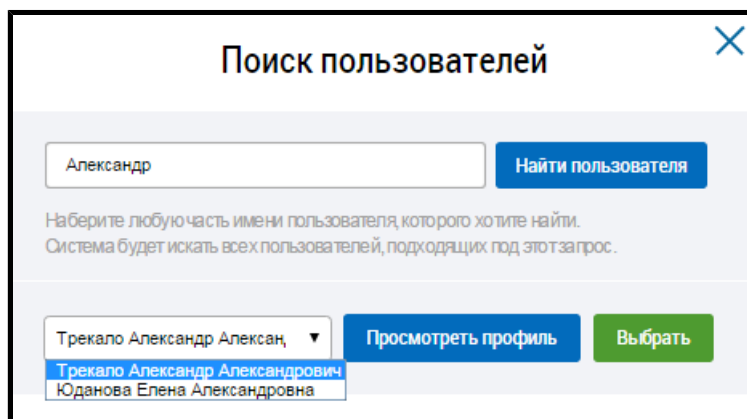 Поиск пользователей
Александр
Найти пользователя
Наберите любую часть имени пользователя, которого хотите найти.
Система будет искать всех пользователей, подходящих под этот запрос.
Трекало Александр Алексан
Просмотреть профиль
Выбрать
Трекало Александр Александрович
Юданова Елена Александровна